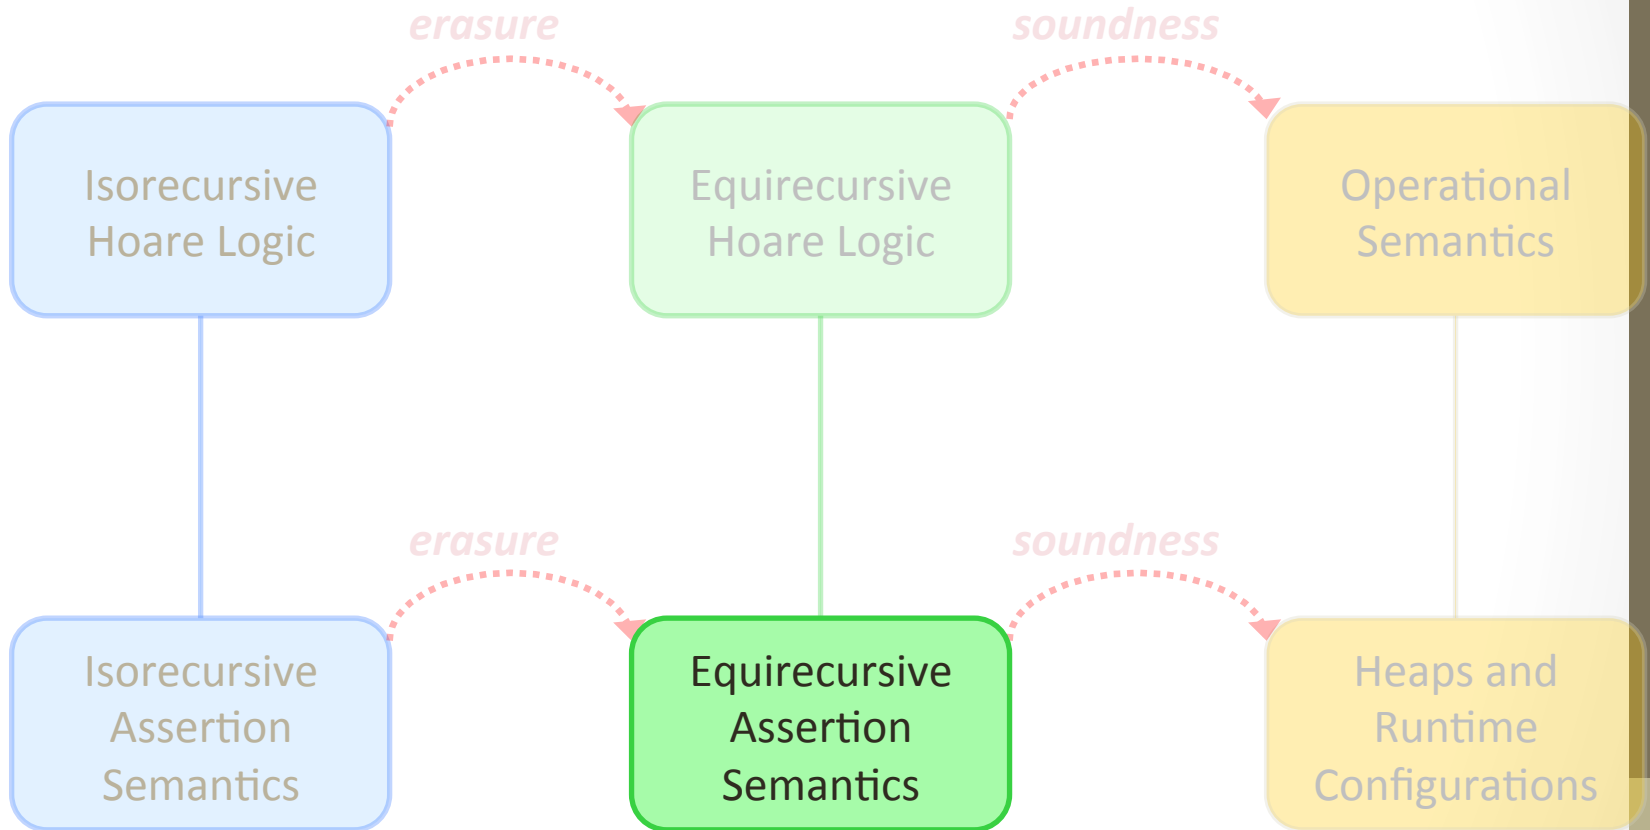 erasure
soundness
Isorecursive
Hoare Logic
Equirecursive
Hoare Logic
Operational
Semantics
erasure
soundness
Isorecursive
Assertion
Semantics
Equirecursive
Assertion
Semantics
Heaps and
Runtime
Configurations